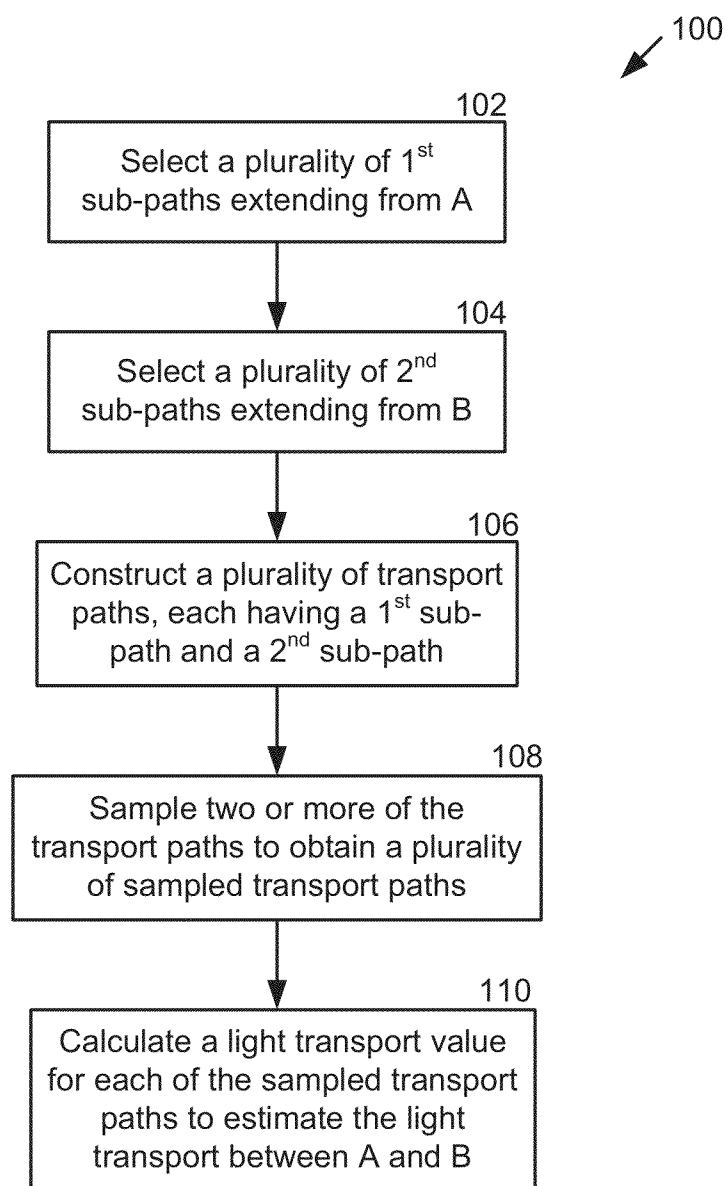 100
102
Select a plurality of 1st
sub-paths extending from A
104
Select a plurality of 2nd
sub-paths extending from B
106
Construct a plurality of transport
paths, each having a 1st sub-
path and a 2nd sub-path
108
Sample two or more of the
transport paths to obtain a plurality
of sampled transport paths
110
Calculate a light transport value
for each of the sampled transport
paths to estimate the light
transport between A and B